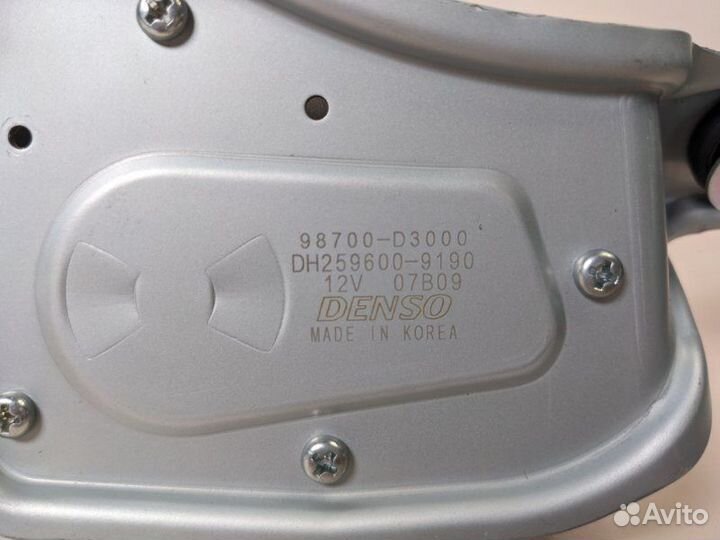 98700-D3000
DH259600-9190
12V 07B09
DENSO
MADE IN KOREA
Avito